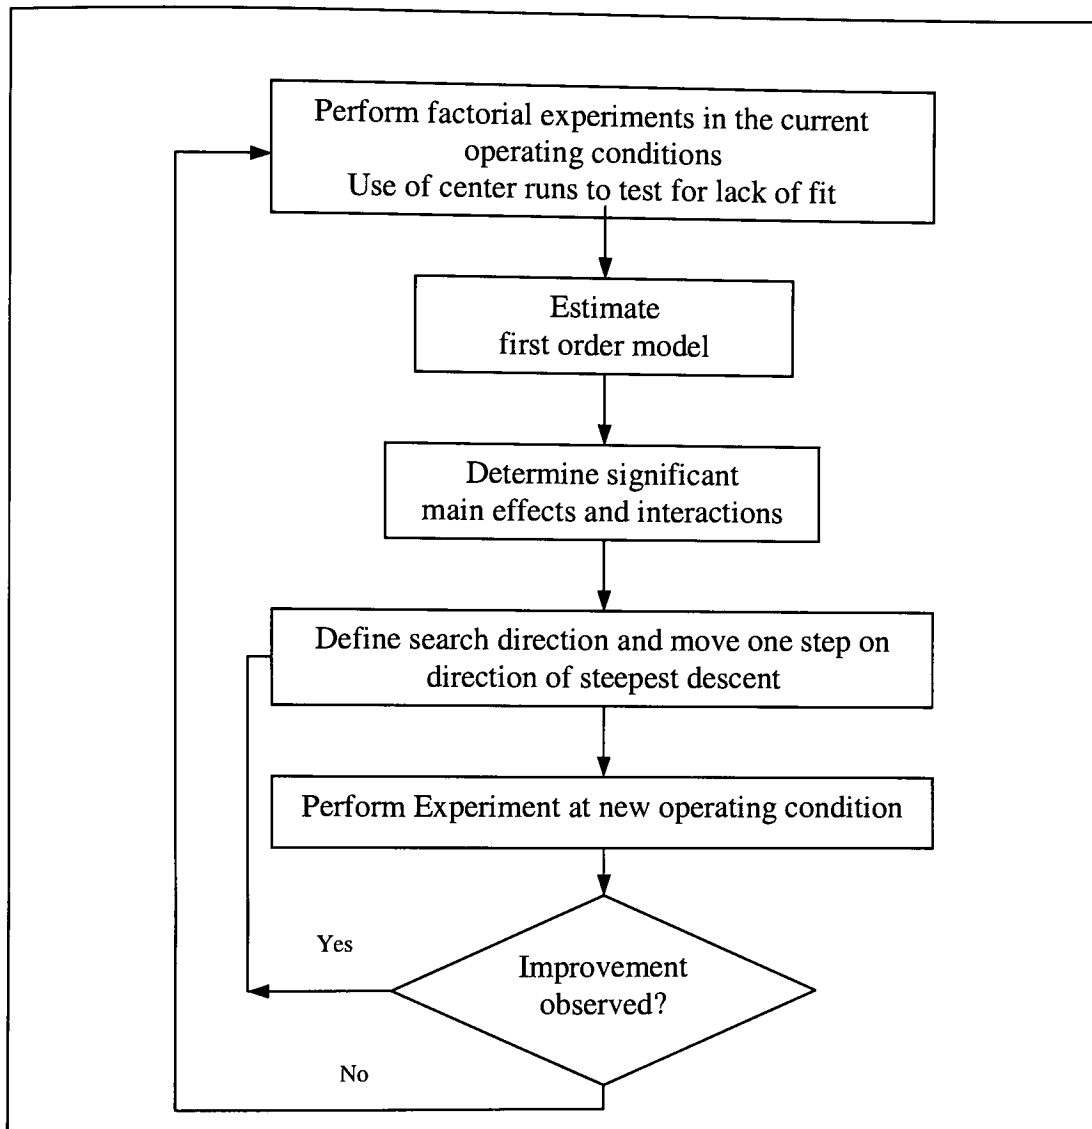 Perform factorial experiments in the current
operating conditions
Use of center runs to test for lack of fit
Estimate
first order model
Determine significant
main effects and interactions
Define search direction and move one step on
direction of steepest descent
Perform Experiment at new operating condition
Yes
Improvement
observed?
No